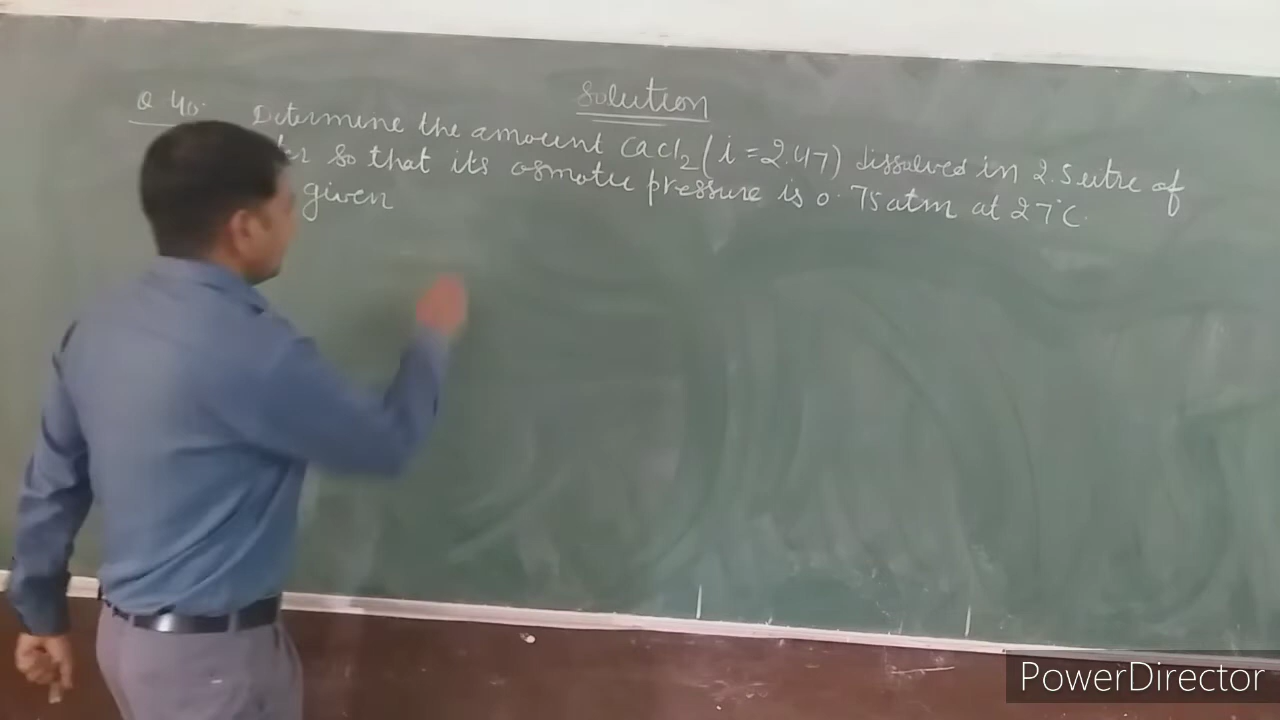 Solution
Q 40. Determine the amount CaCl2 (i = 2.47) dissolved in 2.5 litre of
so that its osmotic pressure is 0.75 atm at 27°C.
given
PowerDirector